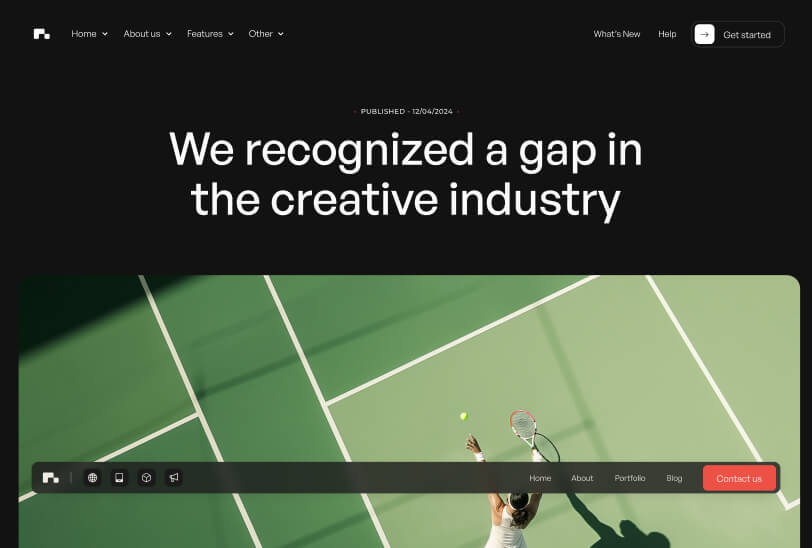 Home
About us
Features
Other
What's New
Help
Get started
PUBLISHED - 12/04/2024
We recognized a gap in
the creative industry
Home
About
Portfolio
Blog
Contact us